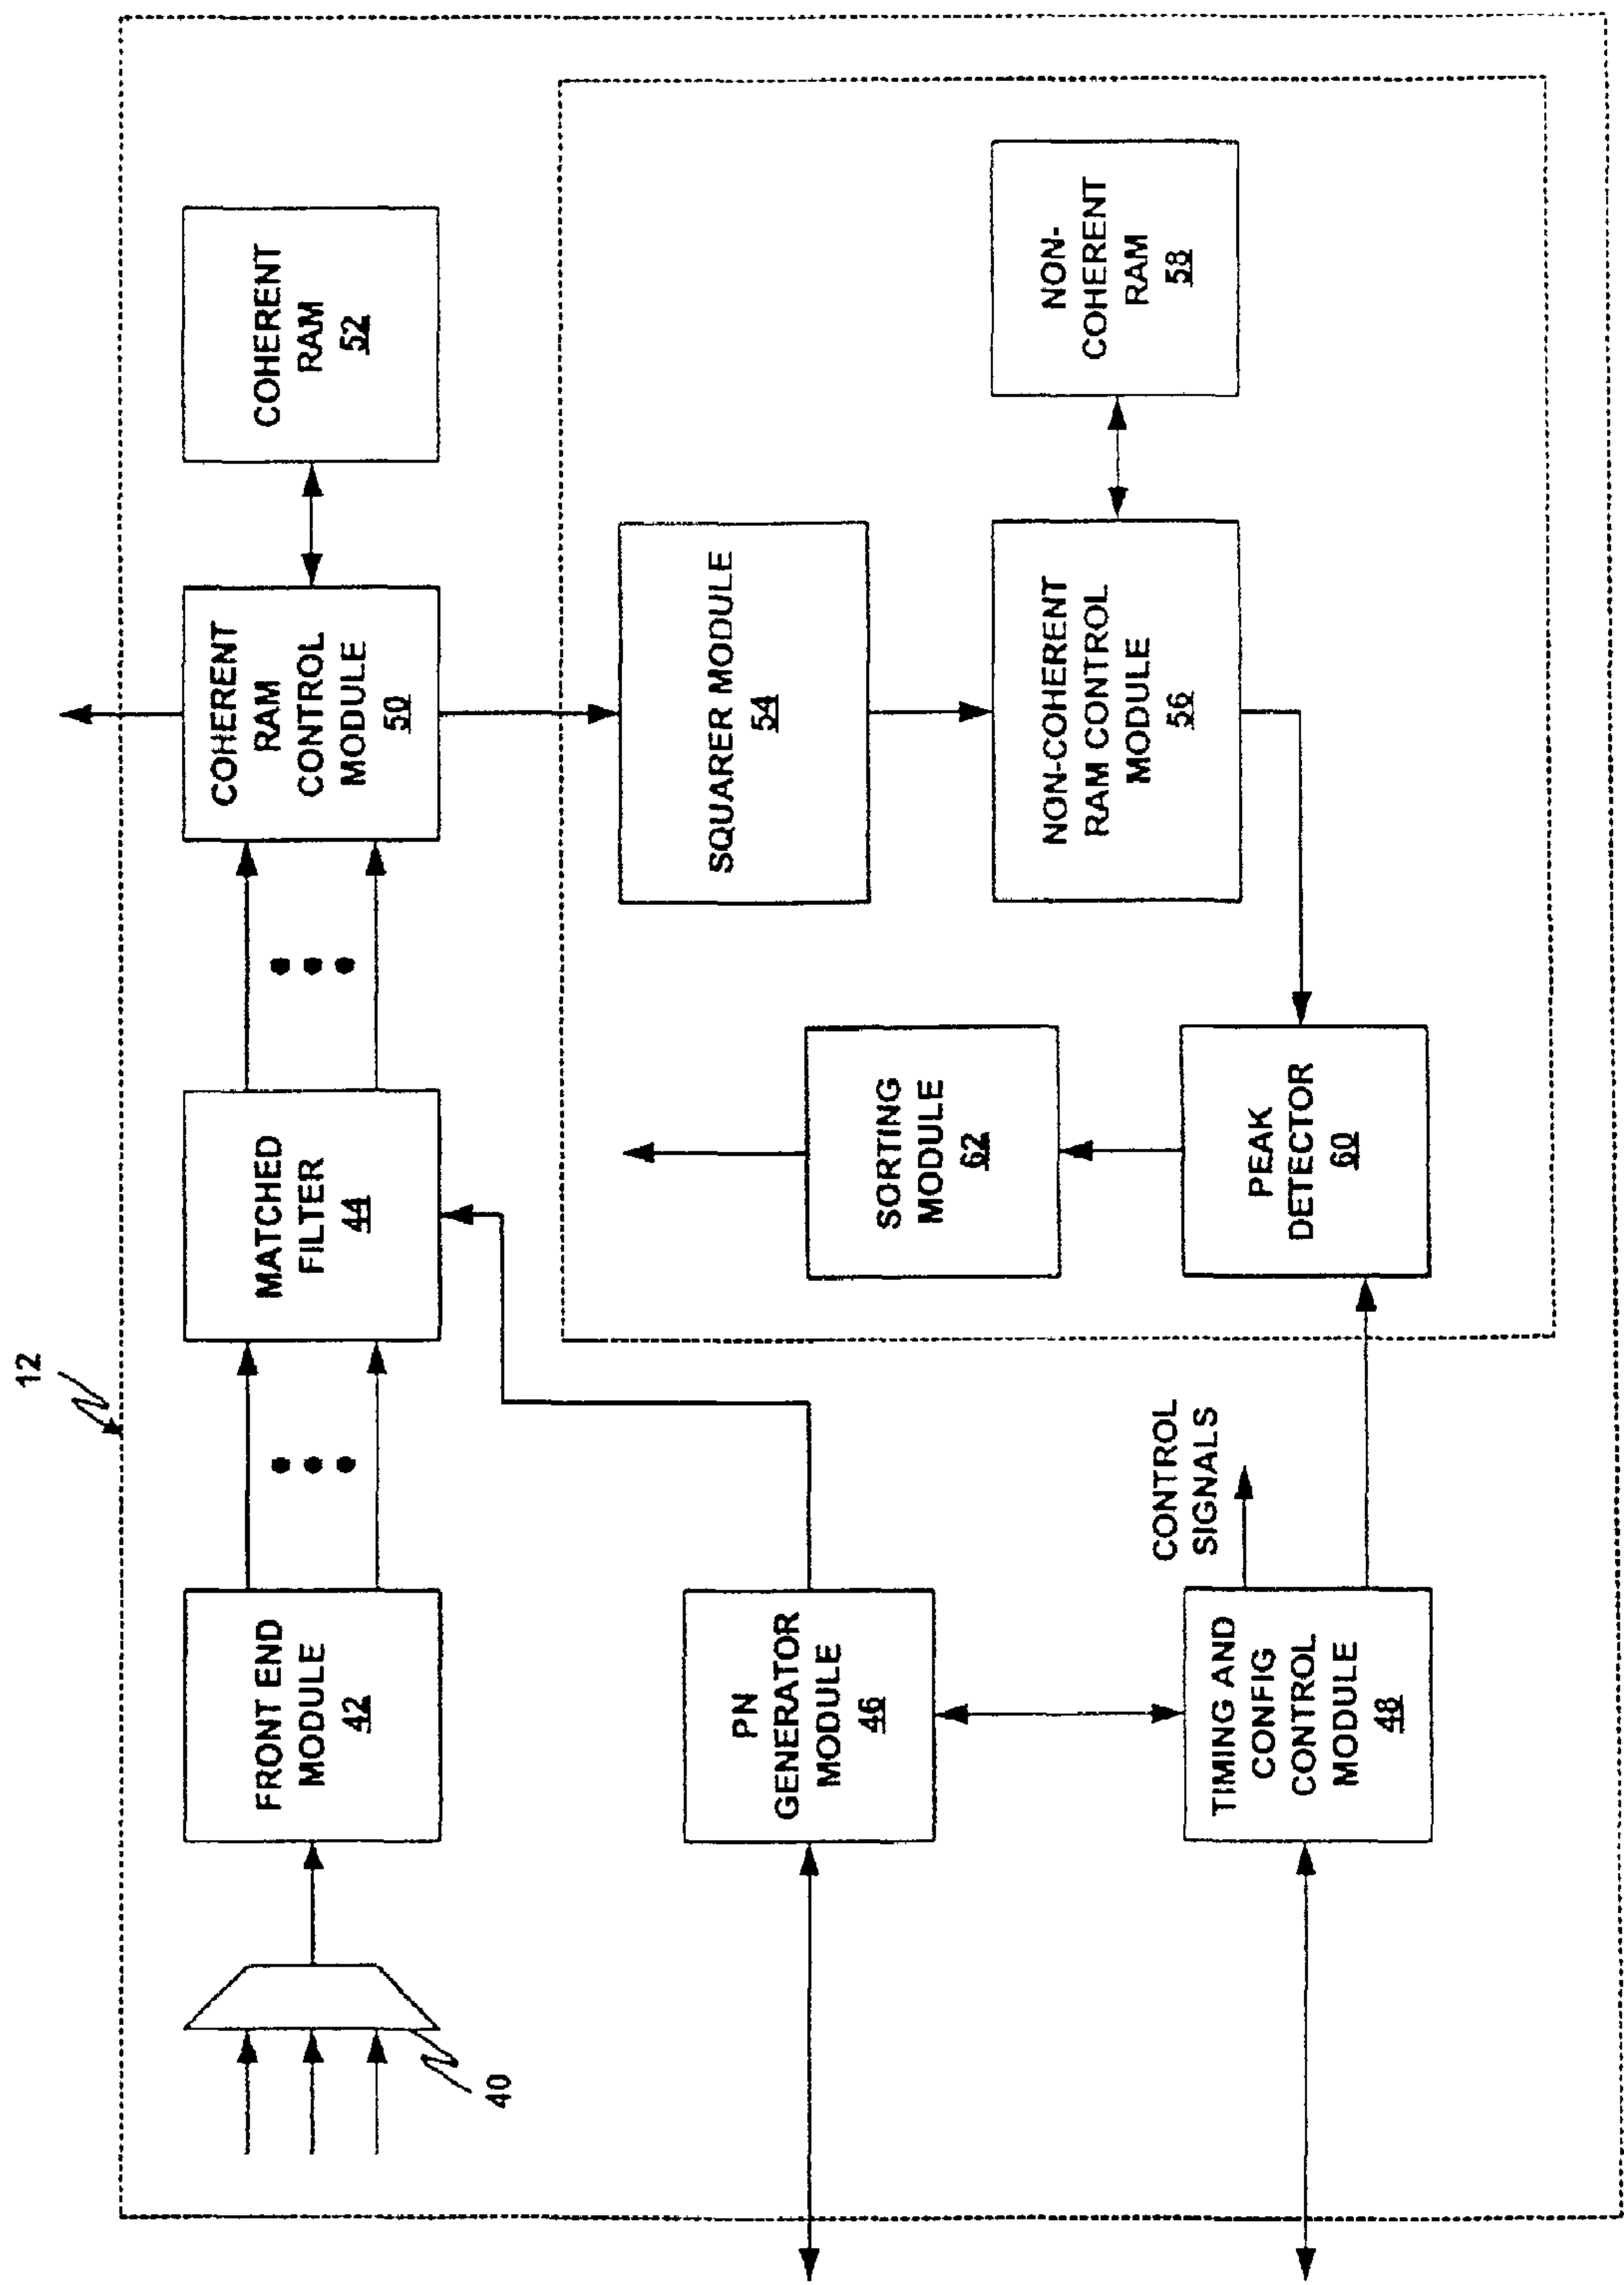 12
40
FRONT END
MODULE
42
MATCHED
FILTER
44
COHERENT
RAM
CONTROL
MODULE
50
COHERENT
RAM
52
PN
GENERATOR
MODULE
46
TIMING AND
CONFIG
CONTROL
MODULE
48
CONTROL
SIGNALS
SQUARER MODULE
54
NON-COHERENT
RAM CONTROL
MODULE
56
NON-
COHERENT
RAM
58
SORTING
MODULE
62
PEAK
DETECTOR
60